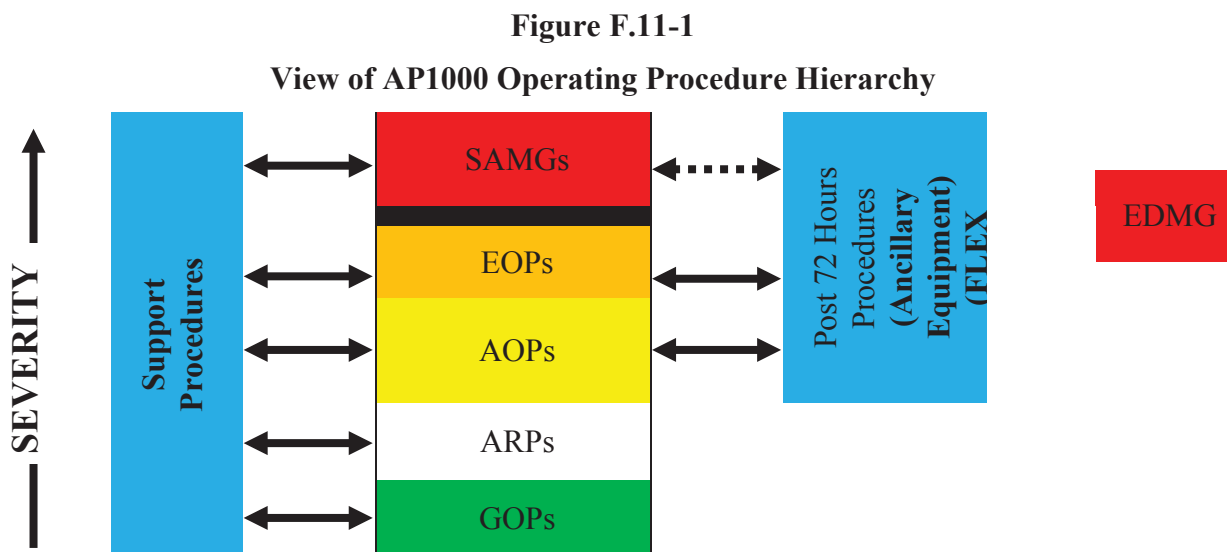 Figure F.11-1
View of AP1000 Operating Procedure Hierarchy
SEVERITY
Support
Procedures
SAMGs
EOPs
AOPs
ARPs
GOPs
Post 72 Hours
Procedures
(Ancillary
Equipment)
(FLEX
EDMG